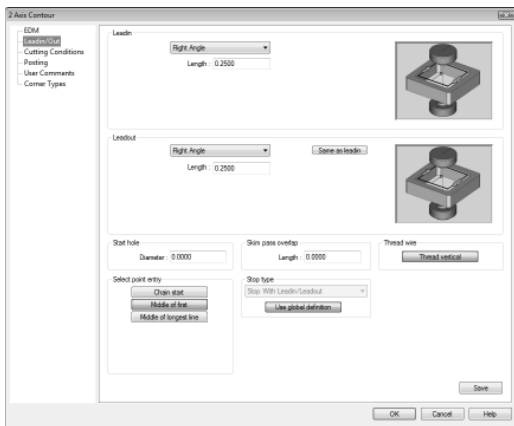 2 Axis Contour
EDM
Leadin/Out
Cutting Conditions
Posting
User Comments
Corner Types
Leadin
Right Angle
Length : 0.2500
Leadout
Right Angle
Same as leadin
Length : 0.2500
Start hole
Diameter : 0.0000
Skim pass overlap
Length : 0.0000
Thread wire
Thread vertical
Select point entry
Chain start
Middle of first
Middle of longest line
Stop type
Stop With Leadin/Leadout
Use global definition
Save
OK
Cancel
Help